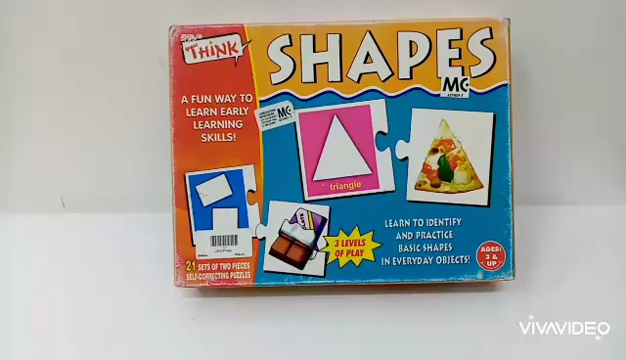 THINK
SHAPES
MC
A FUN WAY TO
LEARN EARLY
LEARNING
SKILLS!
MC
triangle
LEARN TO IDENTIFY
AND PRACTICE
BASIC SHAPES
IN EVERYDAY OBJECTS!
3 LEVELS
OF PLAY
AGES:
3 &
UP
21 SETS OF TWO PIECES
SELF-CORRECTING PUZZLES
VIVAVIDEO